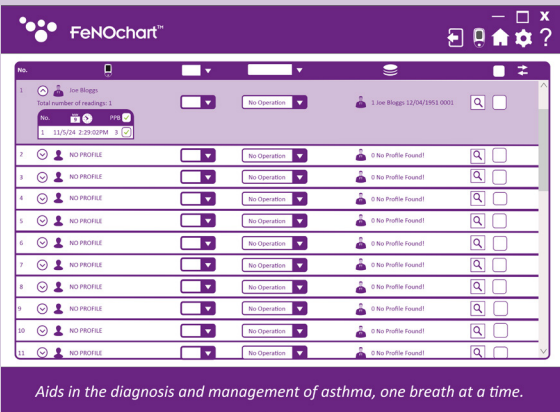 FeNOchart™
No.
1 Joe Bloggs
Total number of readings: 1
No. PPB
1 11/5/24 2:29:02PM 3
No Operation
1 Joe Bloggs 12/04/1951 0001
2 NO PROFILE No Operation 0 No Profile Found!
3 NO PROFILE No Operation 0 No Profile Found!
4 NO PROFILE No Operation 0 No Profile Found!
5 NO PROFILE No Operation 0 No Profile Found!
6 NO PROFILE No Operation 0 No Profile Found!
7 NO PROFILE No Operation 0 No Profile Found!
8 NO PROFILE No Operation 0 No Profile Found!
9 NO PROFILE No Operation 0 No Profile Found!
10 NO PROFILE No Operation 0 No Profile Found!
11 NO PROFILE No Operation 0 No Profile Found!
Aids in the diagnosis and management of asthma, one breath at a time.